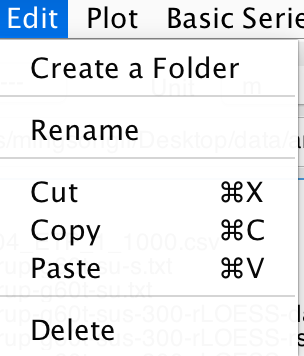 Edit Plot Basic Serie
Create a Folder
Rename
Cut ⌘X
Copy ⌘C
Paste ⌘V
Delete